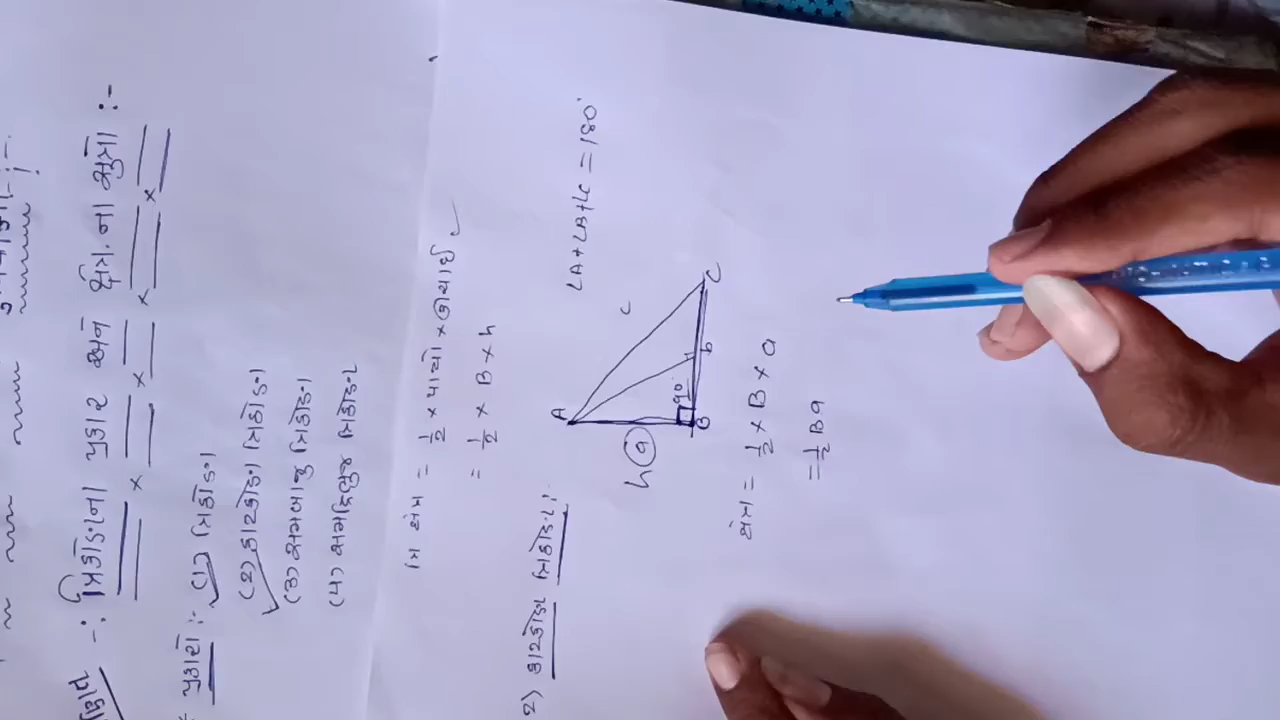 ત્રિકોણના પ્રકાર અને ક્ષેત્ર. ના સુત્રો :-
પ્રકારો :- (1) ત્રિકોણ
(2) કાટકોણ ત્રિકોણ
(3) સમબાજુ ત્રિકોણ
(4) સમદ્વિભુજ ત્રિકોણ
ત્રિ ક્ષેત્ર = 1/2 × પાયો × ઊંચાઈ
= 1/2 × B × h
2) કાટકોણ ત્રિકોણ :
A
∠A+∠B+∠C = 180°
c
h a 90°
B b C
ક્ષેત્ર = 1/2 × B × a
= 1/2 Ba